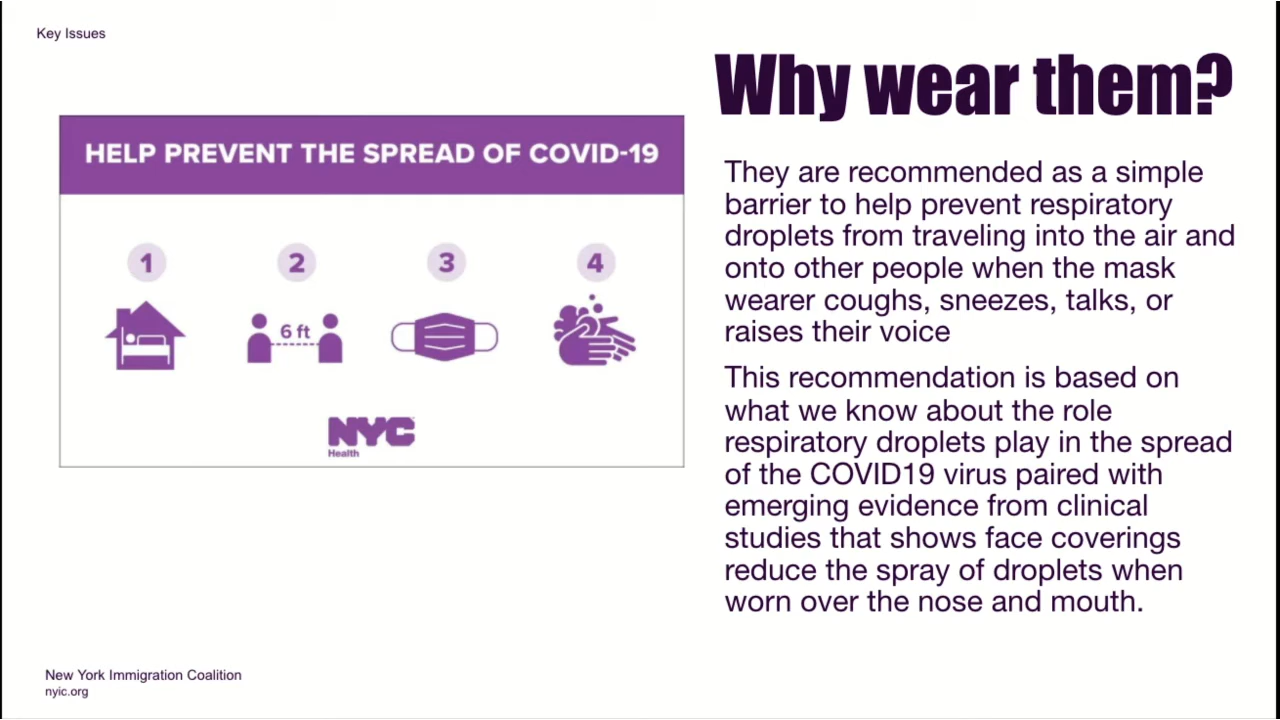 Key Issues
Why wear them?
HELP PREVENT THE SPREAD OF COVID-19
1
2
3
4
6 ft
NYC
Health
They are recommended as a simple
barrier to help prevent respiratory
droplets from traveling into the air and
onto other people when the mask
wearer coughs, sneezes, talks, or
raises their voice
This recommendation is based on
what we know about the role
respiratory droplets play in the spread
of the COVID19 virus paired with
emerging evidence from clinical
studies that shows face coverings
reduce the spray of droplets when
worn over the nose and mouth.
New York Immigration Coalition
nyic.org